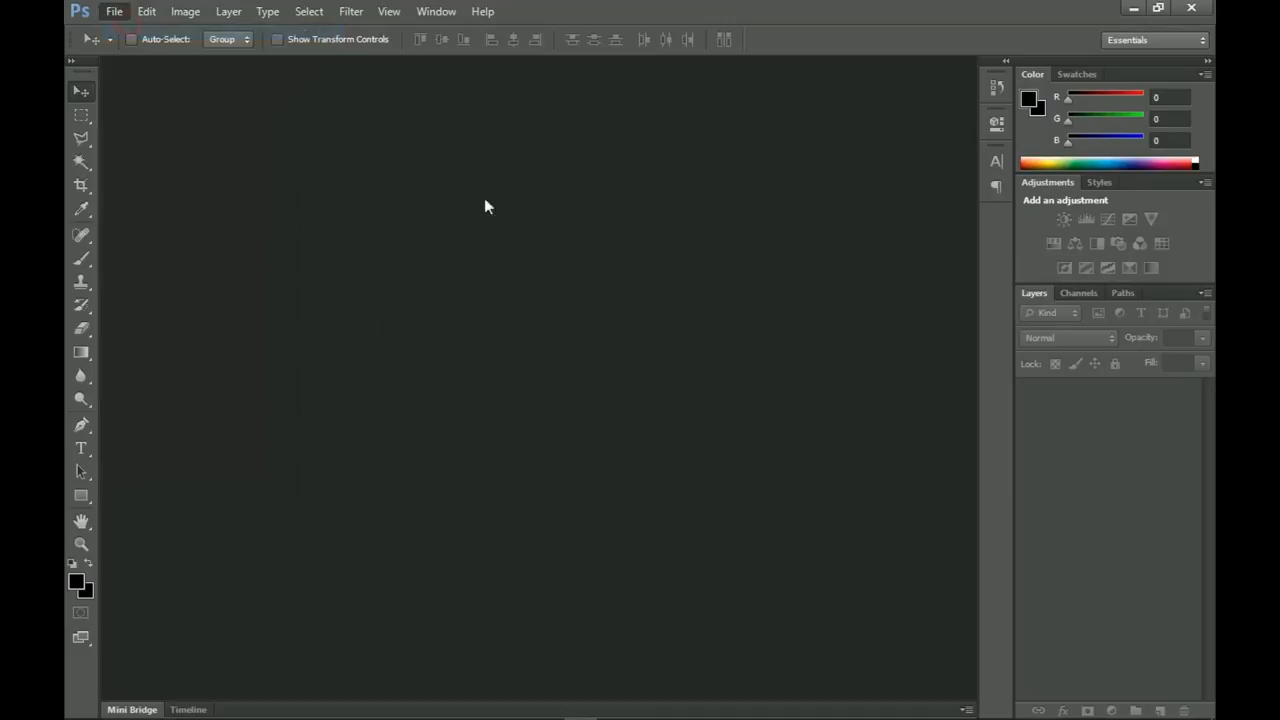 Ps File Edit Image Layer Type Select Filter View Window Help
Auto-Select: Group Show Transform Controls Essentials
Color Swatches
R 0
G 0
B 0
Adjustments Styles
Add an adjustment
Layers Channels Paths
Kind
Normal Opacity:
Lock: Fill:
Mini Bridge Timeline